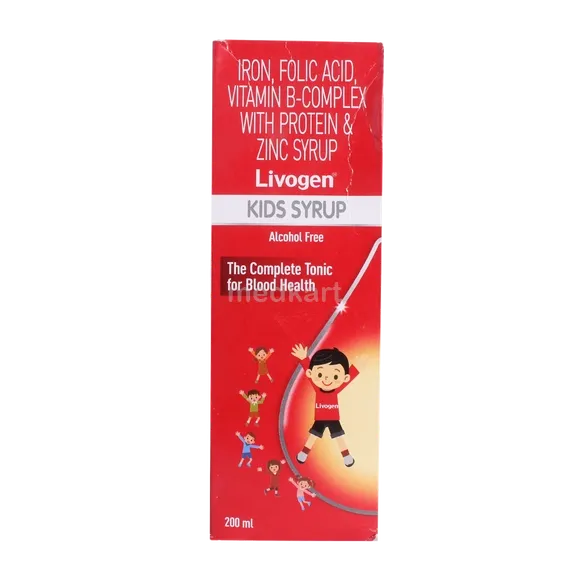 IRON, FOLIC ACID,
VITAMIN B-COMPLEX
WITH PROTEIN &
ZINC SYRUP
Livogen
KIDS SYRUP
Alcohol Free
The Complete Tonic
for Blood Health
medkart
Livogen
200 ml